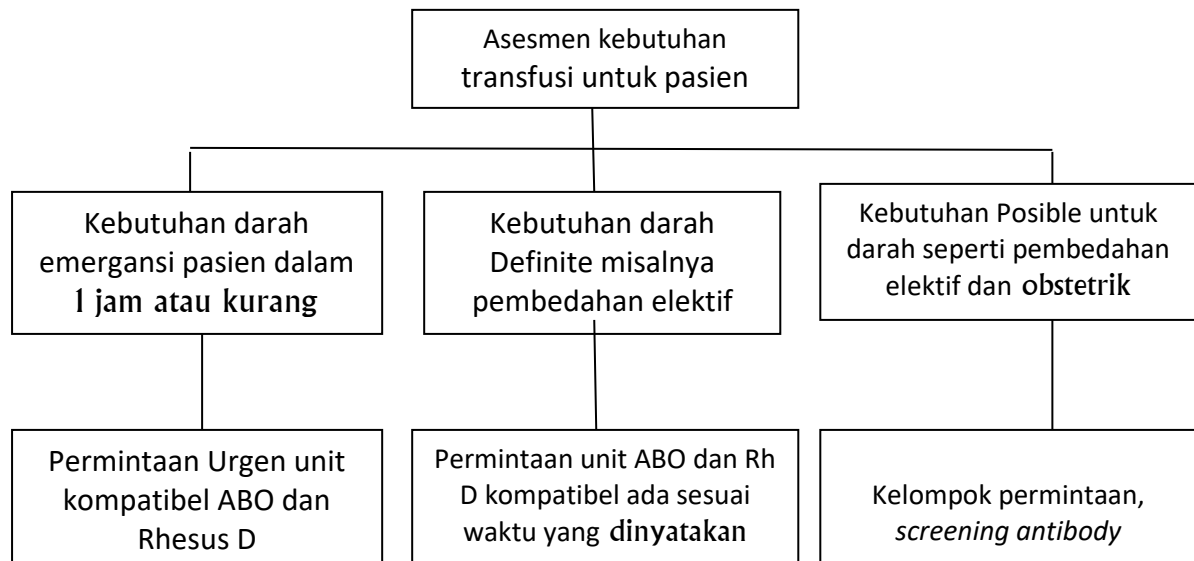 Asesmen kebutuhan
transfusi untuk pasien
Kebutuhan darah
emergansi pasien dalam
1 jam atau kurang
Kebutuhan darah
Definite misalnya
pembedahan elektif
Kebutuhan Posible untuk
darah seperti pembedahan
elektif dan obstetrik
Permintaan Urgen unit
kompatibel ABO dan
Rhesus D
Permintaan unit ABO dan Rh
D kompatibel ada sesuai
waktu yang dinyatakan
Kelompok permintaan,
screening antibody